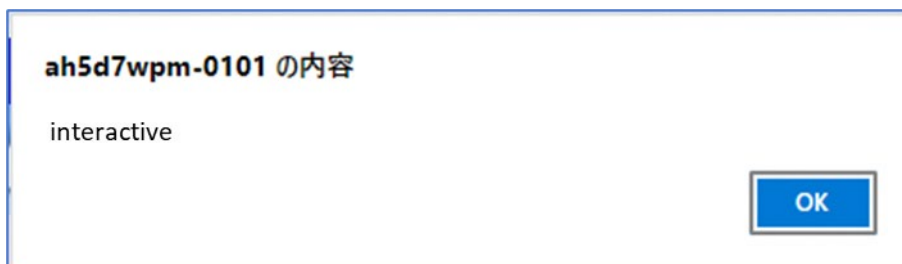 ah5d7wpm-0101 の内容
interactive
OK